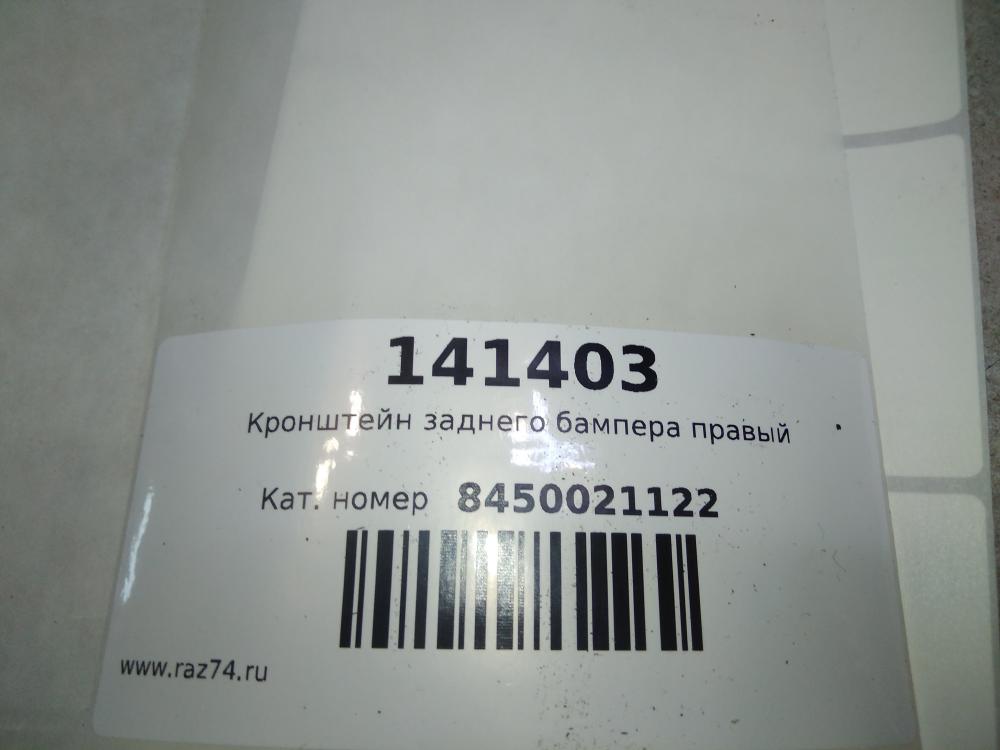 141403
Кронштейн заднего бампера правый
Кат. номер 8450021122
www.raz74.ru